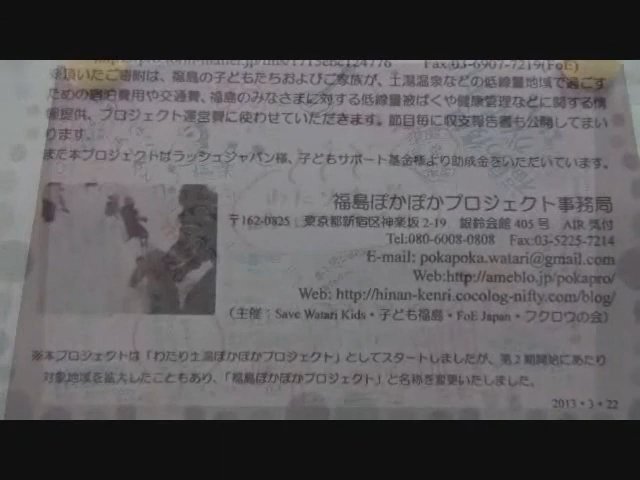 Fax:03-6907-7219(FoE)
※頂いたご寄附は、福島の子どもたちおよびご家族が、土湯温泉などの低線量地域で過ごす
ための宿泊費用や交通費、福島のみなさまに対する低線量被ばくや健康管理などに関する情
報提供、プロジェクト運営費に使わせていただきます。節目毎に収支報告書も公開してまい
ります。
また本プロジェクトはラッシュジャパン様、子どもサポート基金様より助成金をいただいています。
福島ぽかぽかプロジェクト事務局
〒162-0825 東京都新宿区神楽坂 2-19 銀鈴会館 405 号 AIR 気付
Tel:080-6008-0808 Fax:03-5225-7214
E-mail: pokapoka.watari@gmail.com
Web:http://ameblo.jp/pokapro/
Web: http://hinan-kenri.cocolog-nifty.com/blog/
(主催:Save Watari Kids・子ども福島・FoE Japan・フクロウの会)
※本プロジェクトは「わたり土湯ぽかぽかプロジェクト」としてスタートしましたが、第2期開始にあたり
対象地域を拡大したこともあり、「福島ぽかぽかプロジェクト」と名称を変更いたしました。
2013・3・22